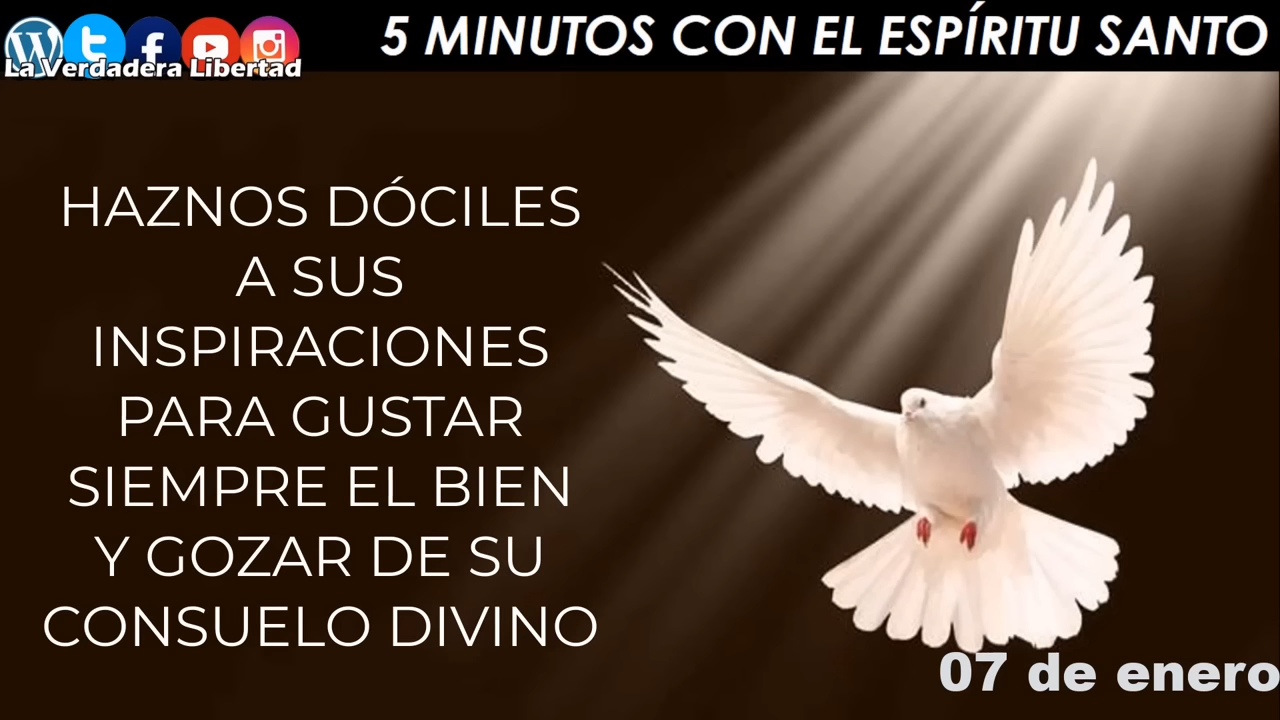 5 MINUTOS CON EL ESPÍRITU SANTO
La Verdadera Libertad
HAZNOS DÓCILES
A SUS
INSPIRACIONES
PARA GUSTAR
SIEMPRE EL BIEN
Y GOZAR DE SU
CONSUELO DIVINO
07 de enero